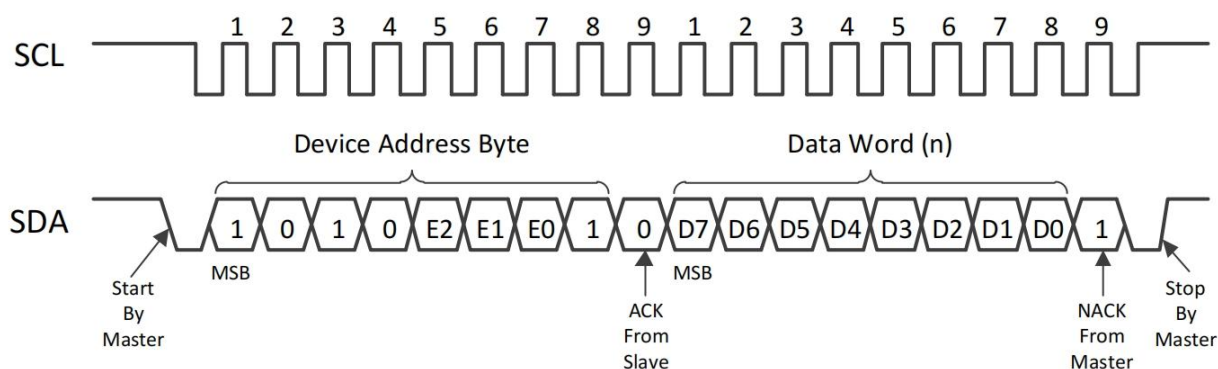 1 2 3 4 5 6 7 8 9 1 2 3 4 5 6 7 8 9
SCL
Device Address Byte
Data Word (n)
SDA
1 0 1 0 E2 E1 E0 1 0 D7 D6 D5 D4 D3 D2 D1 D0 1
MSB
MSB
Start
By
Master
ACK
From
Slave
NACK
From
Master
Stop
By
Master